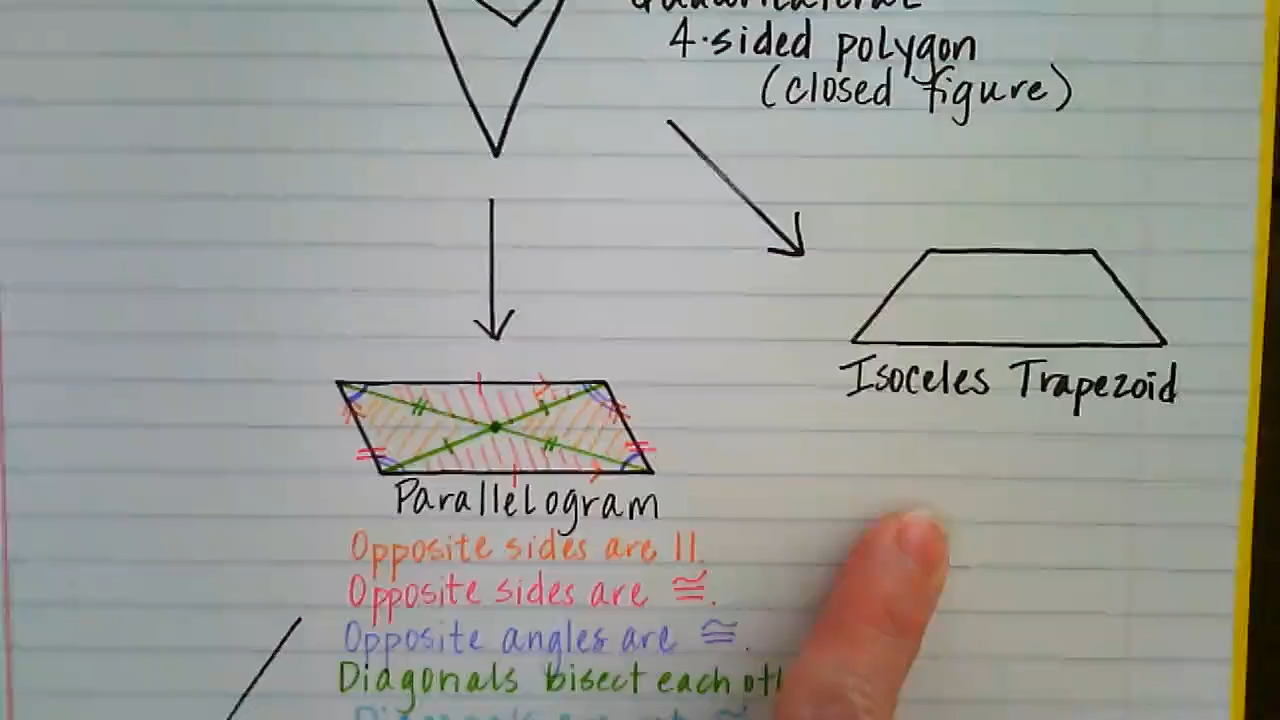 Quadrilateral
4-sided polygon
(closed figure)
Isoceles Trapezoid
Parallelogram
Opposite sides are ||.
Opposite sides are ≅.
Opposite angles are ≅.
Diagonals bisect each